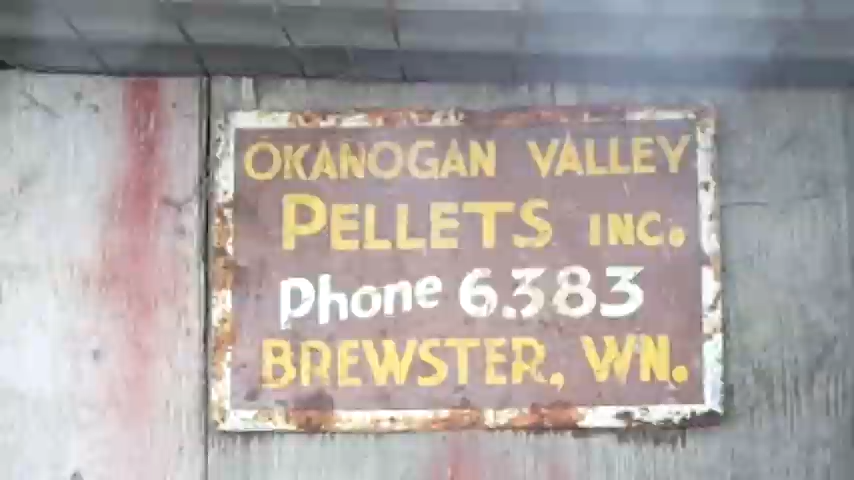 OKANOGAN VALLEY
PELLETS INC.
Phone 6383
BREWSTER, WN.